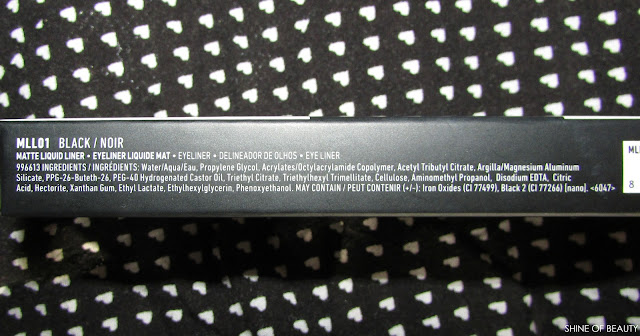 MLL01 BLACK / NOIR
MATTE LIQUID LINER • EYELINER LIQUIDE MAT • EYELINER • DELINEADOR DE OLHOS • EYE LINER
996613 INGREDIENTS / INGRÉDIENTS: Water/Aqua/Eau, Propylene Glycol, Acrylates/Octylacrylamide Copolymer, Acetyl Tributyl Citrate, Argilla/Magnesium Aluminum
Silicate, PPG-26-Buteth-26, PEG-40 Hydrogenated Castor Oil, Triethyl Citrate, Triethylhexyl Trimellitate, Cellulose, Aminomethyl Propanol, Disodium EDTA, Citric
Acid, Hectorite, Xanthan Gum, Ethyl Lactate, Ethylhexylglycerin, Phenoxyethanol. MAY CONTAIN / PEUT CONTENIR (+/-): Iron Oxides (CI 77499), Black 2 (CI 77266) [nano]. <6047>
MLL
8
SHINE OF BEAUTY